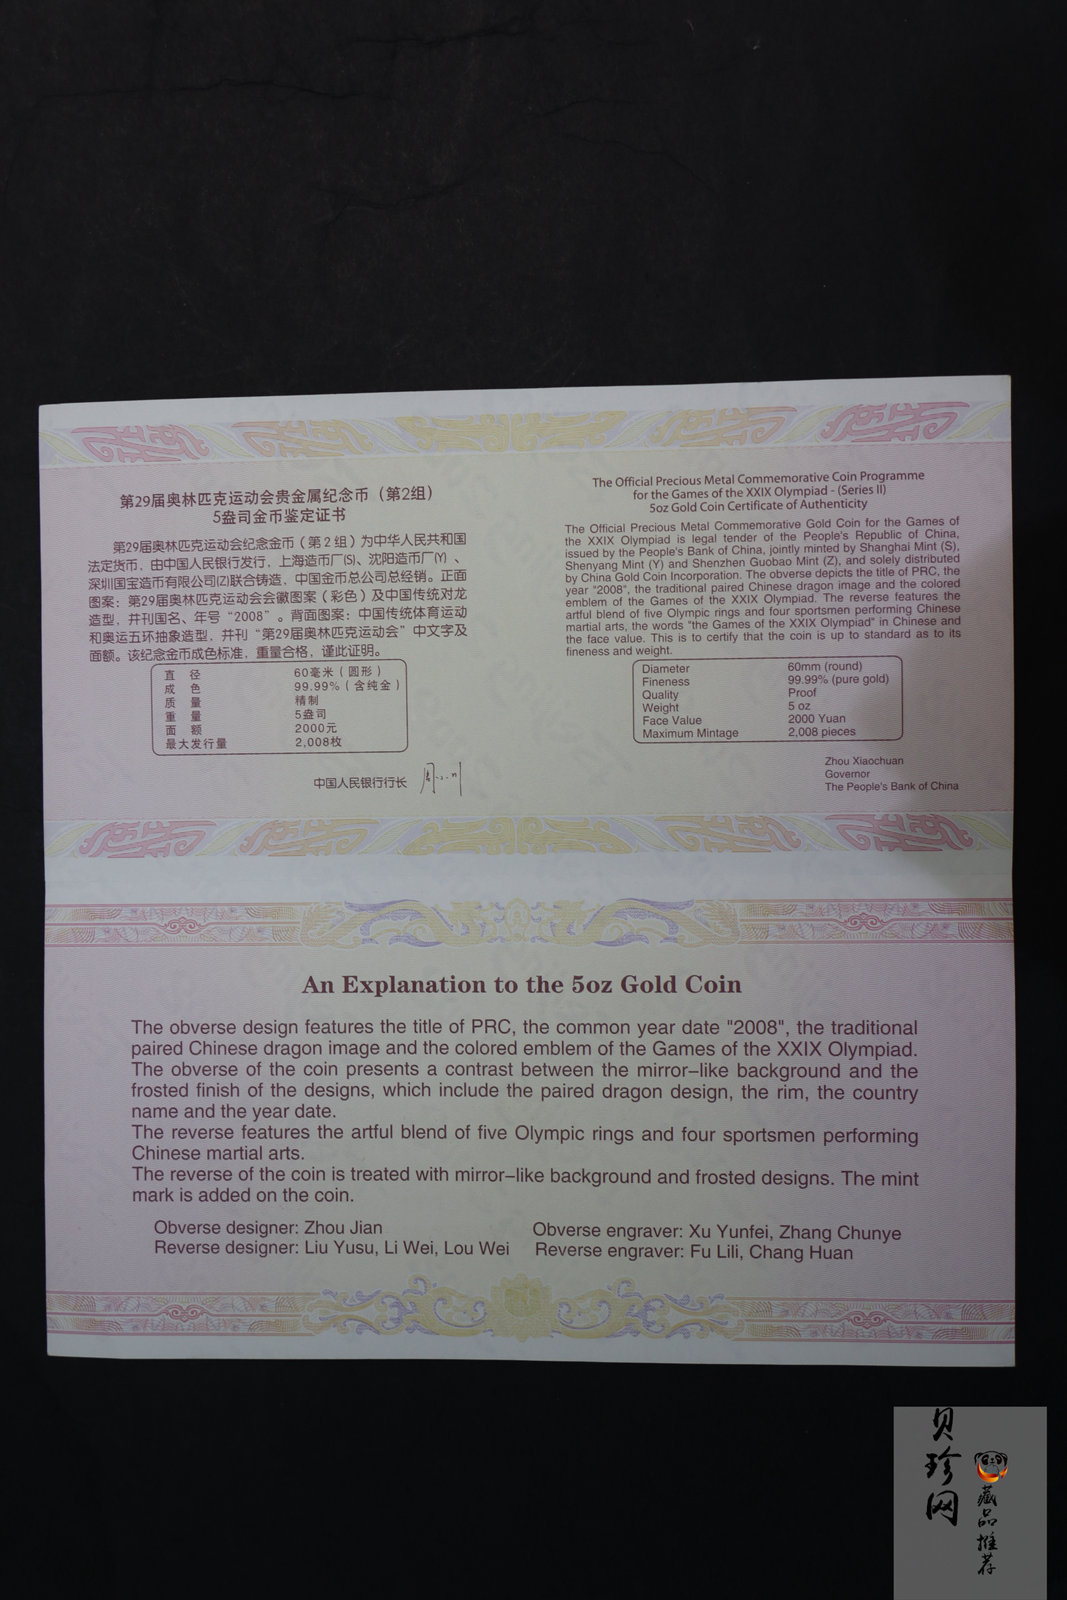 第29届奥林匹克运动会贵金属纪念币（第2组）
5盎司金币鉴定证书
第29届奥林匹克运动会纪念金币（第2组）为中华人民共和国
法定货币，由中国人民银行发行，上海造币厂(S)、沈阳造币厂(Y)、
深圳国宝造币有限公司(Z)联合铸造，中国金币总公司总经销。正面
图案：第29届奥林匹克运动会会徽图案（彩色）及中国传统对龙
造型，并刊国名、年号“2008”。背面图案：中国传统体育运动
和奥运五环抽象造型，并刊“第29届奥林匹克运动会”中文字及
面额。该纪念金币成色标准，重量合格，谨此证明。
直 径 60毫米（圆形）
成 色 99.99%（含纯金）
质 量 精制
重 量 5盎司
面 额 2000元
最大发行量 2,008枚
中国人民银行行长 周小川
The Official Precious Metal Commemorative Coin Programme
for the Games of the XXIX Olympiad - (Series II)
5oz Gold Coin Certificate of Authenticity
The Official Precious Metal Commemorative Gold Coin for the Games of
the XXIX Olympiad is legal tender of the People's Republic of China,
issued by the People's Bank of China, jointly minted by Shanghai Mint (S),
Shenyang Mint (Y) and Shenzhen Guobao Mint (Z), and solely distributed
by China Gold Coin Incorporation. The obverse depicts the title of PRC, the
year "2008", the traditional paired Chinese dragon image and the colored
emblem of the Games of the XXIX Olympiad. The reverse features the
artful blend of five Olympic rings and four sportsmen performing Chinese
martial arts, the words "the Games of the XXIX Olympiad" in Chinese and
the face value. This is to certify that the coin is up to standard as to its
fineness and weight.
Diameter 60mm (round)
Fineness 99.99% (pure gold)
Quality Proof
Weight 5 oz
Face Value 2000 Yuan
Maximum Mintage 2,008 pieces
Zhou Xiaochuan
Governor
The People's Bank of China
An Explanation to the 5oz Gold Coin
The obverse design features the title of PRC, the common year date "2008", the traditional
paired Chinese dragon image and the colored emblem of the Games of the XXIX Olympiad.
The obverse of the coin presents a contrast between the mirror-like background and the
frosted finish of the designs, which include the paired dragon design, the rim, the country
name and the year date.
The reverse features the artful blend of five Olympic rings and four sportsmen performing
Chinese martial arts.
The reverse of the coin is treated with mirror-like background and frosted designs. The mint
mark is added on the coin.
Obverse designer: Zhou Jian Obverse engraver: Xu Yunfei, Zhang Chunye
Reverse designer: Liu Yusu, Li Wei, Lou Wei Reverse engraver: Fu Lili, Chang Huan
贝珍网
藏品推荐